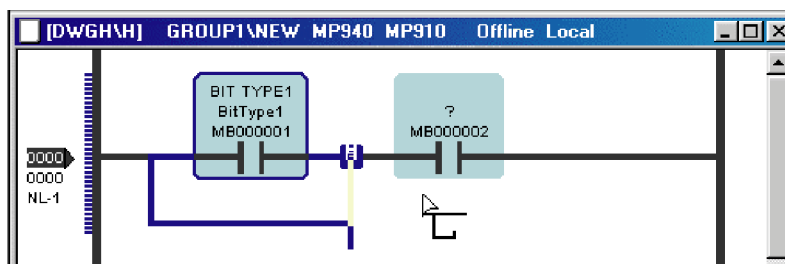 [DWGH\H] GROUP1\NEW MP940 MP910 Offline Local
BIT TYPE1
BitType1
MB000001
?
MB000002
0000
0000
NL-1